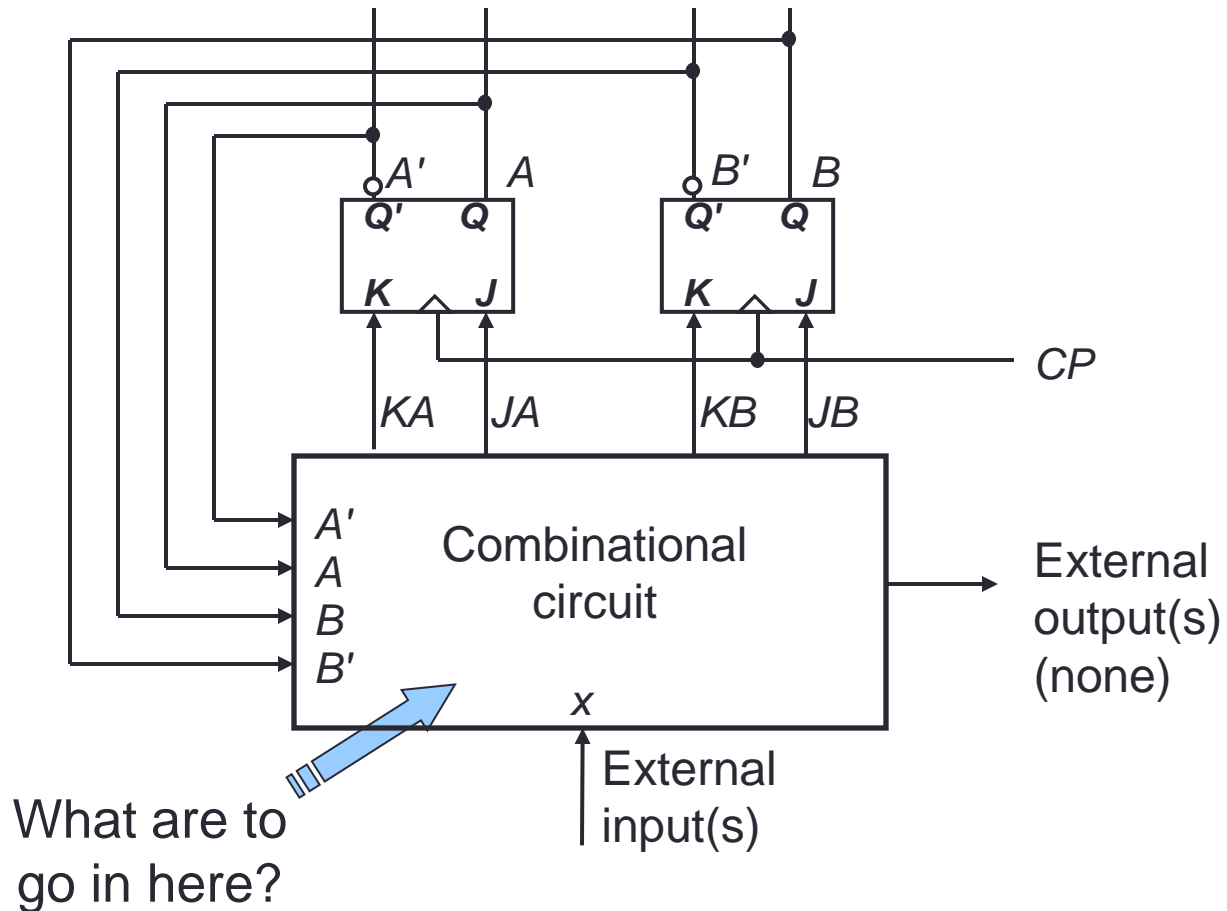 A' A B' B
Q' Q Q' Q
K J K J
CP
KA JA KB JB
A'
A
B
B'
Combinational
circuit
x
External
output(s)
(none)
External
input(s)
What are to
go in here?